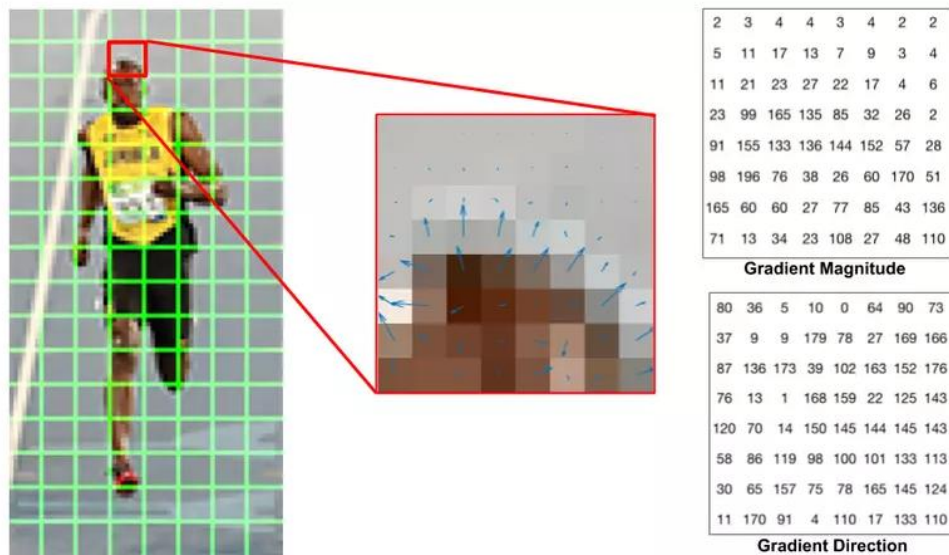 2 3 4 4 3 4 2 2
5 11 17 13 7 9 3 4
11 21 23 27 22 17 4 6
23 99 165 135 85 32 26 2
91 155 133 136 144 152 57 28
98 196 76 38 26 60 170 51
165 60 60 27 77 85 43 136
71 13 34 23 108 27 48 110
Gradient Magnitude
80 36 5 10 0 64 90 73
37 9 9 179 78 27 169 166
87 136 173 39 102 163 152 176
76 13 1 168 159 22 125 143
120 70 14 150 145 144 145 143
58 86 119 98 100 101 133 113
30 65 157 75 78 165 145 124
11 170 91 4 110 17 133 110
Gradient Direction